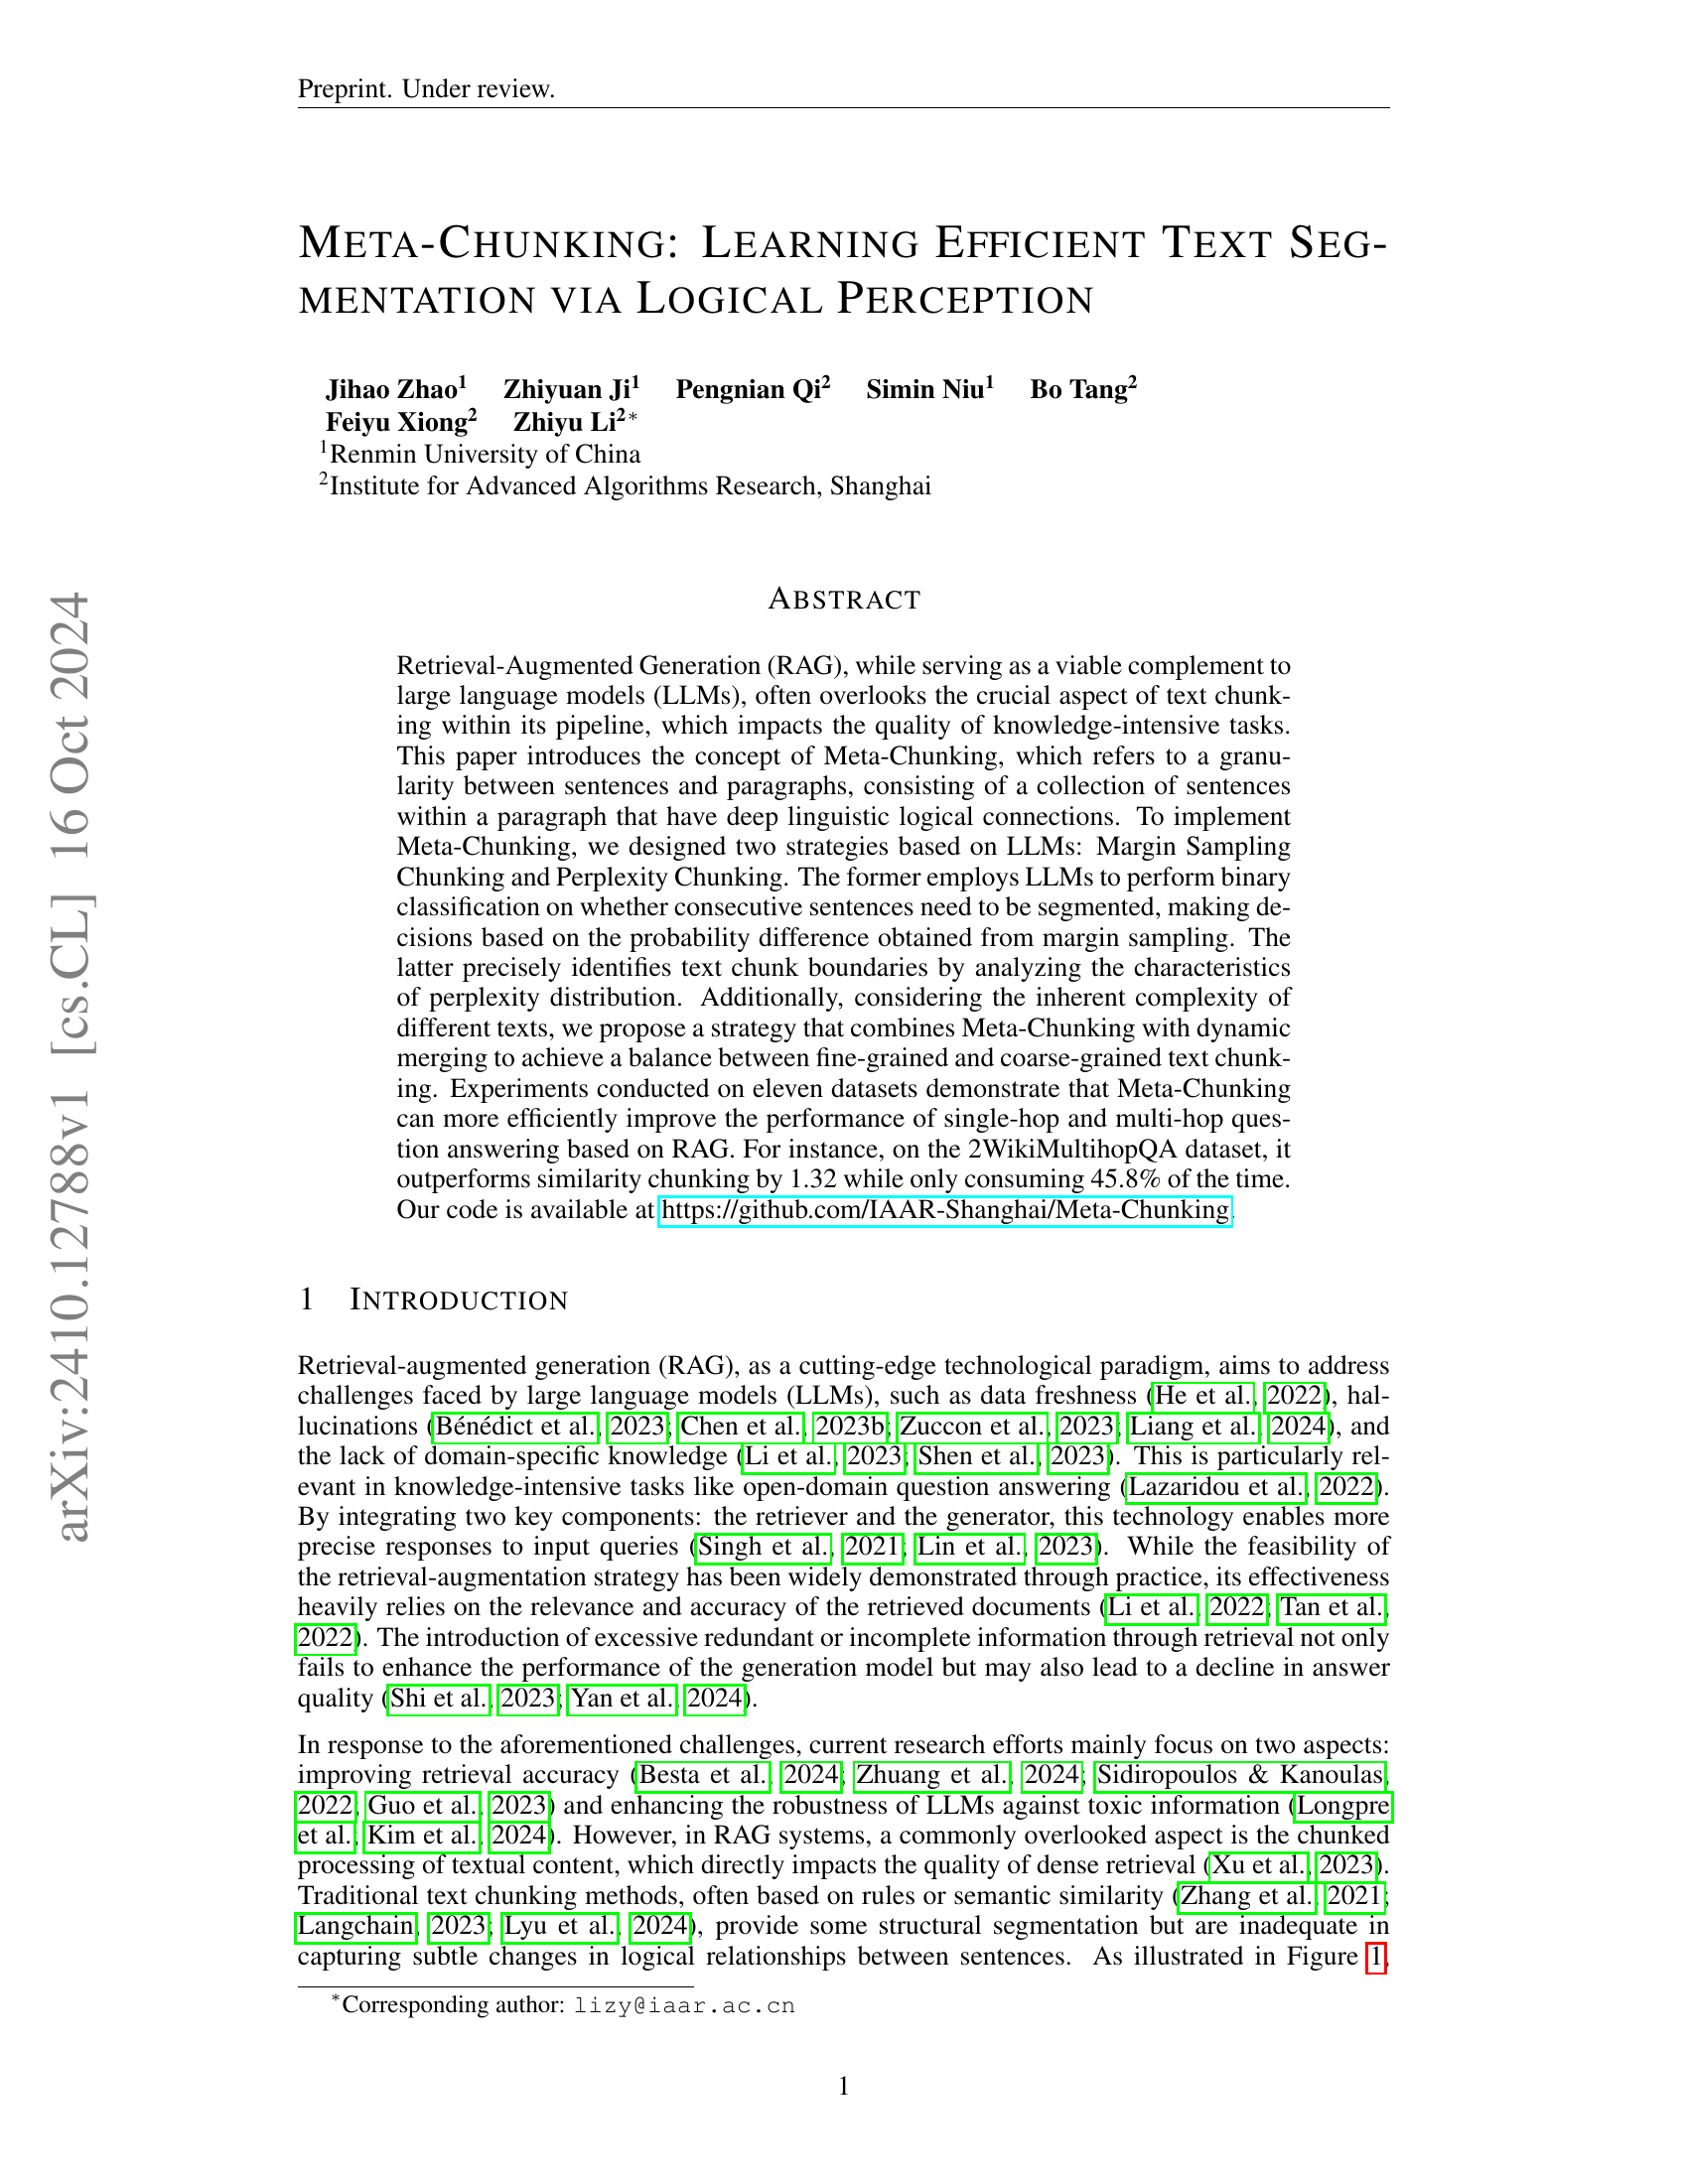 Preprint. Under review.
META-CHUNKING: LEARNING EFFICIENT TEXT SEG-
MENTATION VIA LOGICAL PERCEPTION
Jihao Zhao1 Zhiyuan Ji1 Pengnian Qi2 Simin Niu1 Bo Tang2
Feiyu Xiong2 Zhiyu Li2*
1Renmin University of China
2Institute for Advanced Algorithms Research, Shanghai
ABSTRACT
Retrieval-Augmented Generation (RAG), while serving as a viable complement to
large language models (LLMs), often overlooks the crucial aspect of text chunk-
ing within its pipeline, which impacts the quality of knowledge-intensive tasks.
This paper introduces the concept of Meta-Chunking, which refers to a granu-
larity between sentences and paragraphs, consisting of a collection of sentences
within a paragraph that have deep linguistic logical connections. To implement
Meta-Chunking, we designed two strategies based on LLMs: Margin Sampling
Chunking and Perplexity Chunking. The former employs LLMs to perform binary
classification on whether consecutive sentences need to be segmented, making de-
cisions based on the probability difference obtained from margin sampling. The
latter precisely identifies text chunk boundaries by analyzing the characteristics
of perplexity distribution. Additionally, considering the inherent complexity of
different texts, we propose a strategy that combines Meta-Chunking with dynamic
merging to achieve a balance between fine-grained and coarse-grained text chunk-
ing. Experiments conducted on eleven datasets demonstrate that Meta-Chunking
can more efficiently improve the performance of single-hop and multi-hop ques-
tion answering based on RAG. For instance, on the 2WikiMultihopQA dataset, it
outperforms similarity chunking by 1.32 while only consuming 45.8% of the time.
Our code is available at https://github.com/IAAR-Shanghai/Meta-Chunking.
1 INTRODUCTION
Retrieval-augmented generation (RAG), as a cutting-edge technological paradigm, aims to address
challenges faced by large language models (LLMs), such as data freshness (He et al., 2022), hal-
lucinations (Bénédict et al., 2023; Chen et al., 2023b; Zuccon et al., 2023; Liang et al., 2024), and
the lack of domain-specific knowledge (Li et al., 2023; Shen et al., 2023). This is particularly rel-
evant in knowledge-intensive tasks like open-domain question answering (Lazaridou et al., 2022).
By integrating two key components: the retriever and the generator, this technology enables more
precise responses to input queries (Singh et al., 2021; Lin et al., 2023). While the feasibility of
the retrieval-augmentation strategy has been widely demonstrated through practice, its effectiveness
heavily relies on the relevance and accuracy of the retrieved documents (Li et al., 2022; Tan et al.,
2022). The introduction of excessive redundant or incomplete information through retrieval not only
fails to enhance the performance of the generation model but may also lead to a decline in answer
quality (Shi et al., 2023; Yan et al., 2024).
In response to the aforementioned challenges, current research efforts mainly focus on two aspects:
improving retrieval accuracy (Besta et al., 2024; Zhuang et al., 2024; Sidiropoulos & Kanoulas,
2022; Guo et al., 2023) and enhancing the robustness of LLMs against toxic information (Longpre
et al.; Kim et al., 2024). However, in RAG systems, a commonly overlooked aspect is the chunked
processing of textual content, which directly impacts the quality of dense retrieval (Xu et al., 2023).
Traditional text chunking methods, often based on rules or semantic similarity (Zhang et al., 2021;
Langchain, 2023; Lyu et al., 2024), provide some structural segmentation but are inadequate in
capturing subtle changes in logical relationships between sentences. As illustrated in Figure 1,
*Corresponding author: lizy@iaar.ac.cn
1
arXiv:2410.12788v1 [cs.CL] 16 Oct 2024